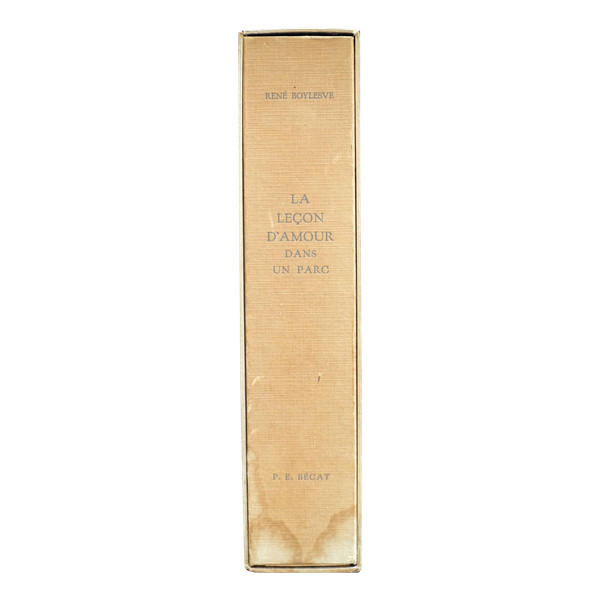 RENÉ BOYLESVE
LA
LEÇON
D'AMOUR
DANS
UN PARC
P. E. BÉCAT